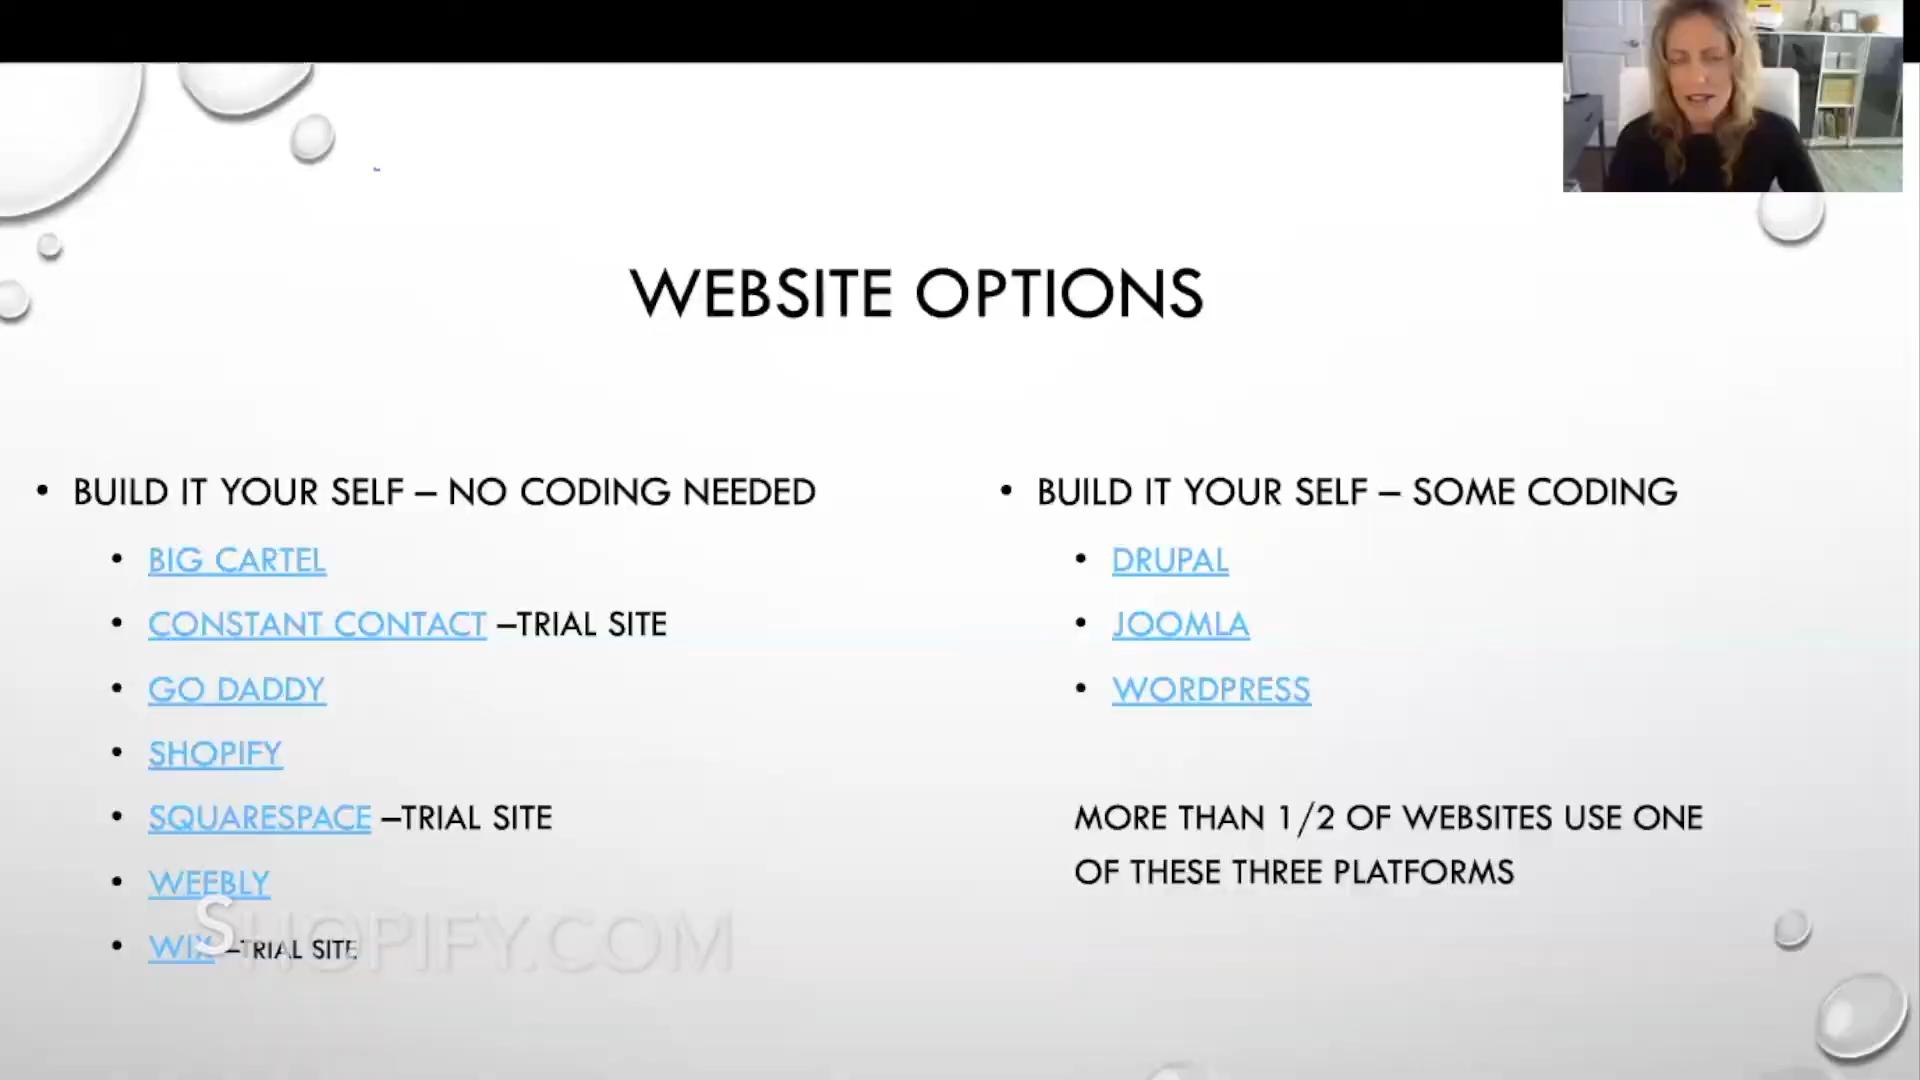 WEBSITE OPTIONS
• BUILD IT YOUR SELF – NO CODING NEEDED
• BIG CARTEL
• CONSTANT CONTACT –TRIAL SITE
• GO DADDY
• SHOPIFY
• SQUARESPACE –TRIAL SITE
• WEEBLY
• WIX –TRIAL SITE
SHOPIFY.COM
• BUILD IT YOUR SELF – SOME CODING
• DRUPAL
• JOOMLA
• WORDPRESS
MORE THAN 1/2 OF WEBSITES USE ONE
OF THESE THREE PLATFORMS